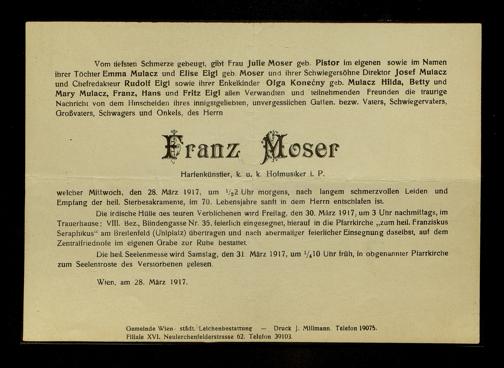 Vom tiefsten Schmerze gebeugt, gibt Frau Julie Moser geb. Pistor im eigenen sowie im Namen
ihrer Töchter Emma Mulacz und Elise Eigl geb. Moser und ihrer Schwiegersöhne Direktor Josef Mulacz
und Chefredakteur Rudolf Eigl sowie ihrer Enkelkinder Olga Konečny geb. Mulacz Hilda, Betty und
Mary Mulacz, Franz, Hans und Fritz Eigl allen Verwandten und teilnehmenden Freunden die traurige
Nachricht von dem Hinscheiden ihres innigstgeliebten, unvergesslichen Gatten, bezw. Vaters, Schwiegervaters,
Großvaters, Schwagers und Onkels, des Herrn
Franz Moser
Harfenkünstler, k. u. k. Hofmusiker i. P.
welcher Mittwoch, den 28. März 1917, um ½2 Uhr morgens, nach langem schmerzvollen Leiden und
Empfang der heil. Sterbesakramente, im 70. Lebensjahre sanft in dem Herrn entschlafen ist.
Die irdische Hülle des teuren Verblichenen wird Freitag, den 30. März 1917, um 3 Uhr nachmittags, im
Trauerhause: VIII. Bez., Blindengasse Nr. 35, feierlich eingesegnet, hierauf in die Pfarrkirche „zum heil. Franziskus
Seraphikus“ am Breitenfeld (Uhlplatz) übertragen und nach abermaliger feierlicher Einsegnung daselbst, auf dem
Zentralfriedhofe im eigenen Grabe zur Ruhe bestattet.
Die heil. Seelenmesse wird Samstag, den 31. März 1917, um ¼10 Uhr früh, in obgenannter Pfarrkirche
zum Seelentroste des Verstorbenen gelesen.
Wien, am 28. März 1917.
Gemeinde Wien - städt. Leichenbestattung — Druck J. Millmann. Telefon 19075.
Filiale XVI. Neulerchenfelderstrasse 62. Telefon 39103.